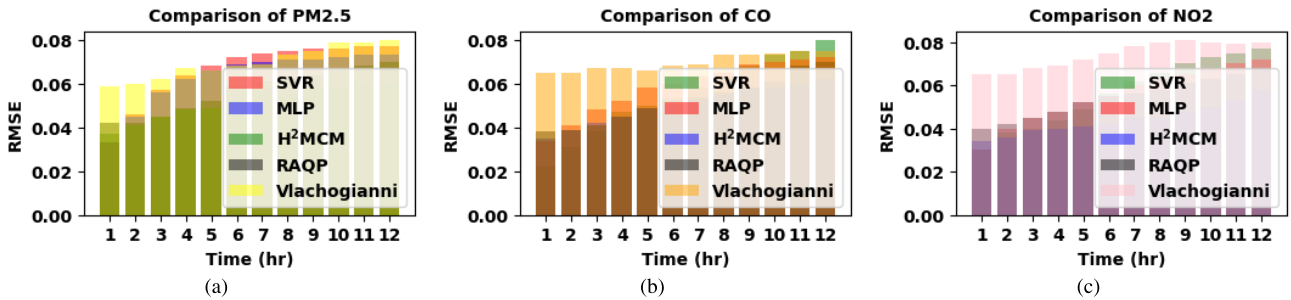 Comparison of PM2.5
RMSE
0.08
0.06
0.04
0.02
0.00
SVR
MLP
H²MCM
RAQP
Vlachogianni
1 2 3 4 5 6 7 8 9 10 11 12
Time (hr)
(a)
Comparison of CO
RMSE
0.08
0.06
0.04
0.02
0.00
SVR
MLP
H²MCM
RAQP
Vlachogianni
1 2 3 4 5 6 7 8 9 10 11 12
Time (hr)
(b)
Comparison of NO2
RMSE
0.08
0.06
0.04
0.02
0.00
SVR
MLP
H²MCM
RAQP
Vlachogianni
1 2 3 4 5 6 7 8 9 10 11 12
Time (hr)
(c)